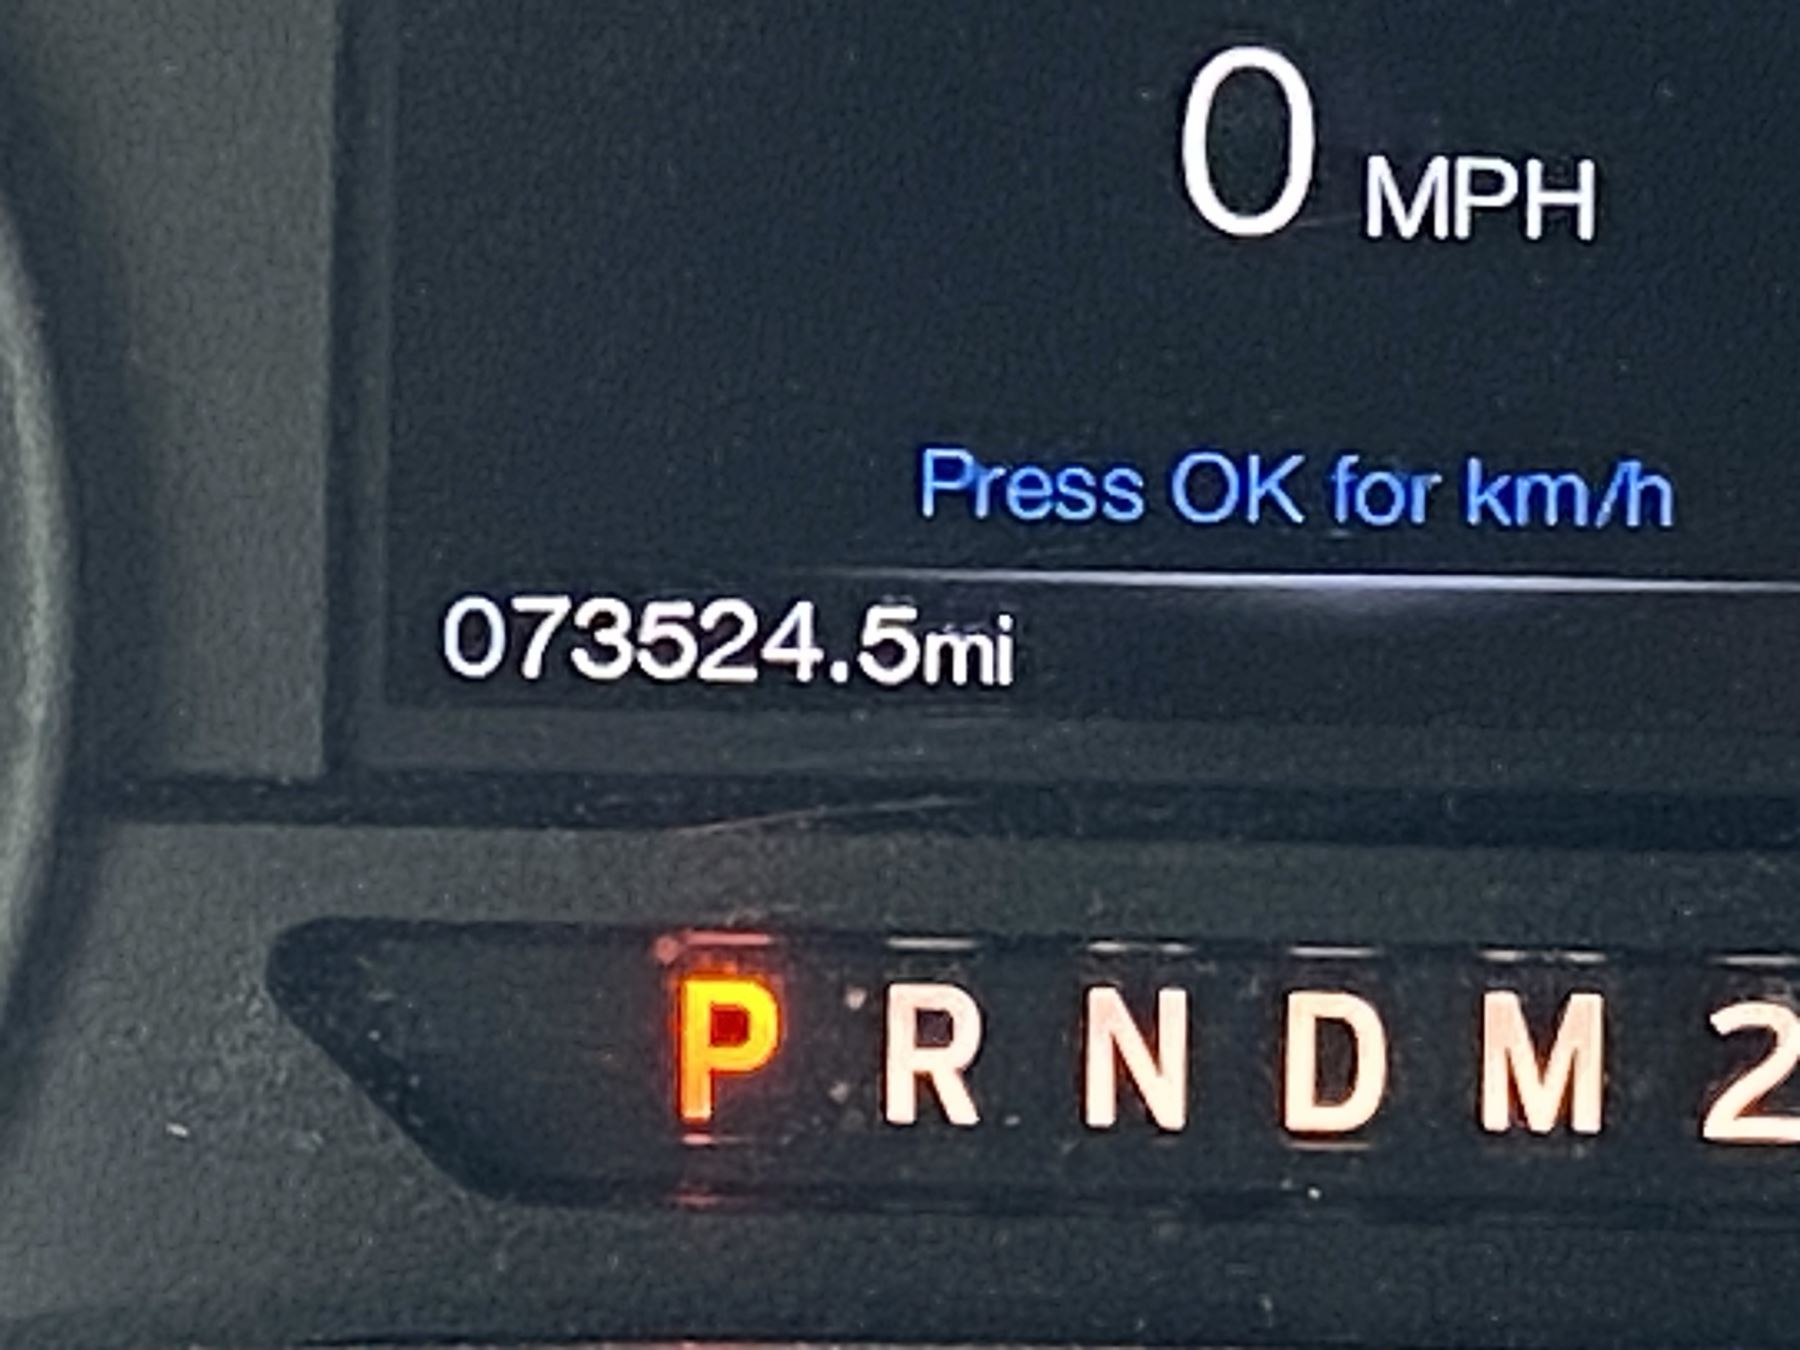 0 MPH
Press OK for km/h
073524.5mi
P R N D M 2